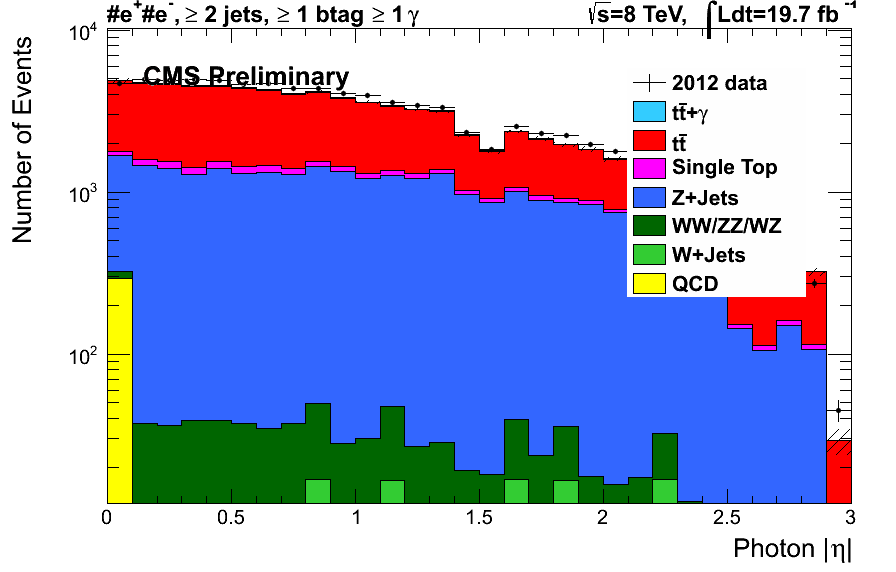 #e⁺#e⁻, ≥ 2 jets, ≥ 1 btag ≥ 1 γ √s=8 TeV, ∫Ldt=19.7 fb⁻¹
CMS Preliminary
Number of Events
10⁴
10³
10²
2012 data
tt̄+γ
tt̄
Single Top
Z+Jets
WW/ZZ/WZ
W+Jets
QCD
0 0.5 1 1.5 2 2.5 3
Photon |η|